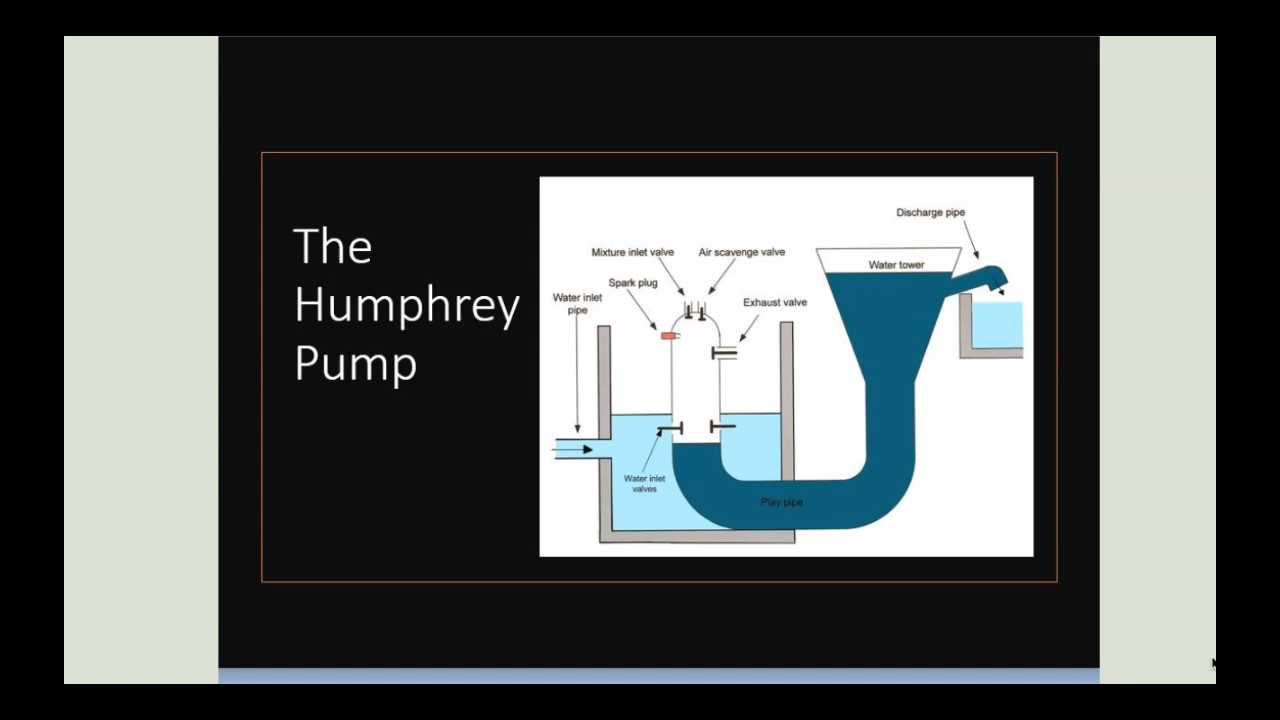 The
Humphrey
Pump
Discharge pipe
Mixture inlet valve
Air scavenge valve
Water tower
Spark plug
Water inlet
pipe
Exhaust valve
Water inlet
valves
Play pipe